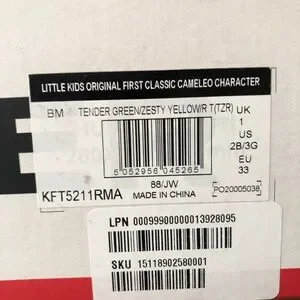 LITTLE KIDS ORIGINAL FIRST CLASSIC CAMELEO CHARACTER
BM TENDER GREEN/ZESTY YELLOW/R T(TZR) UK
1
US
2B/3G
EU
33
5 052956 045265
88/JW
KFT5211RMA MADE IN CHINA PO20005038
LPN 00099900000013928095
SKU 15118902580001